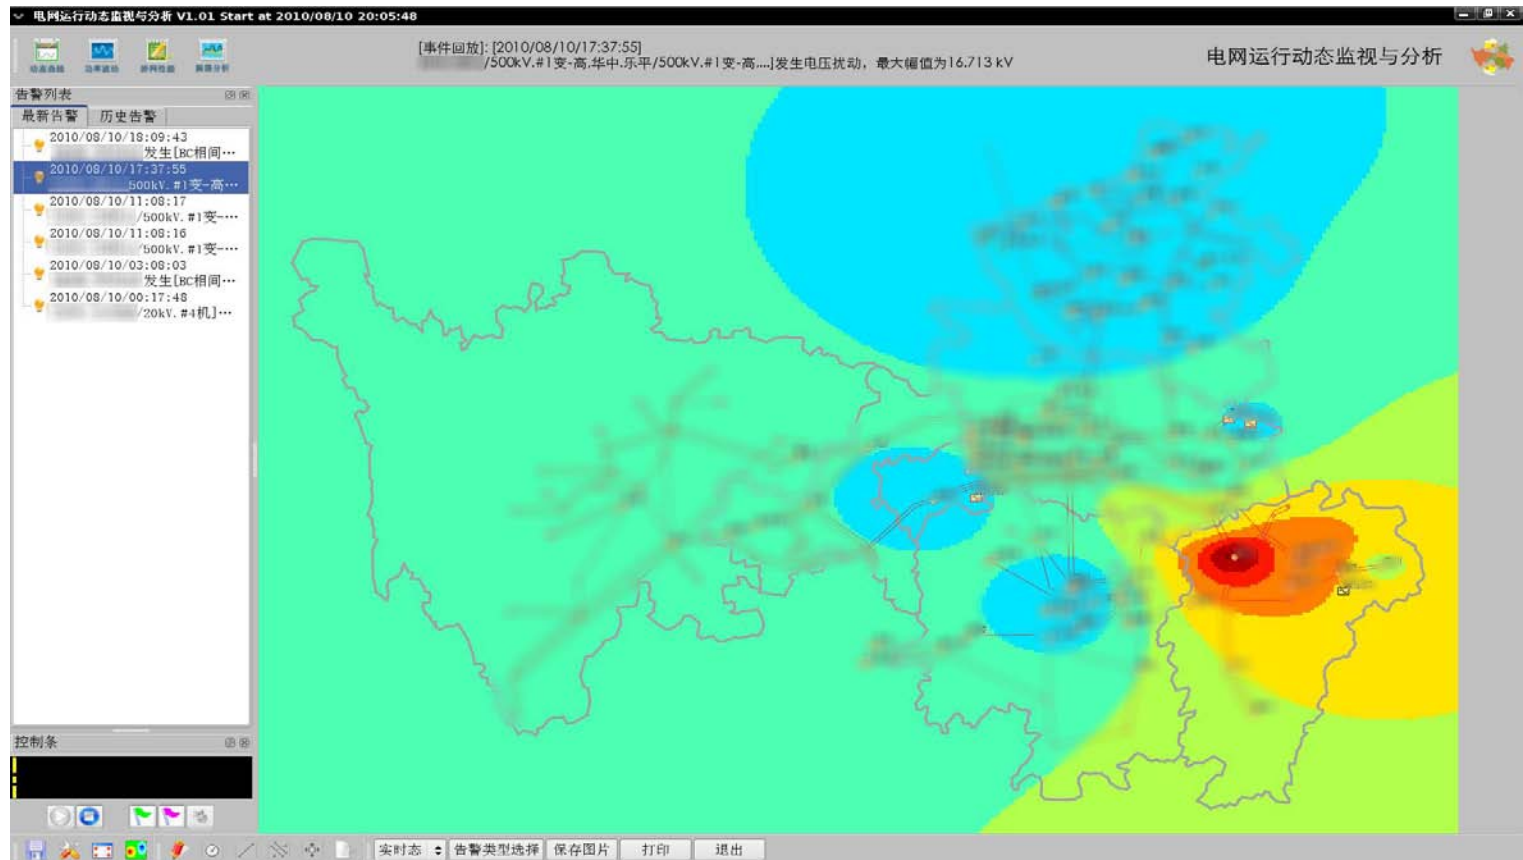 电网运行动态监视与分析 V1.01 Start at 2010/08/10 20:05:48
动态曲线
[事件回放]: [2010/08/10/17:37:55]
/500kV.#1变-高,华中.乐平/500kV.#1变-高....]发生电压扰动，最大幅值为16.713 kV
电网运行动态监视与分析
告警列表
最新告警 历史告警
2010/08/10/18:09:43
发生[BC相间…
2010/08/10/17:37:55
500kV.#1变-高…
2010/08/10/11:08:17
/500kV.#1变-…
2010/08/10/11:08:16
/500kV.#1变-…
2010/08/10/03:08:03
发生[BC相间…
2010/08/10/00:17:48
/20kV.#4机]…
控制条
实时态 告警类型选择 保存图片 打印 退出